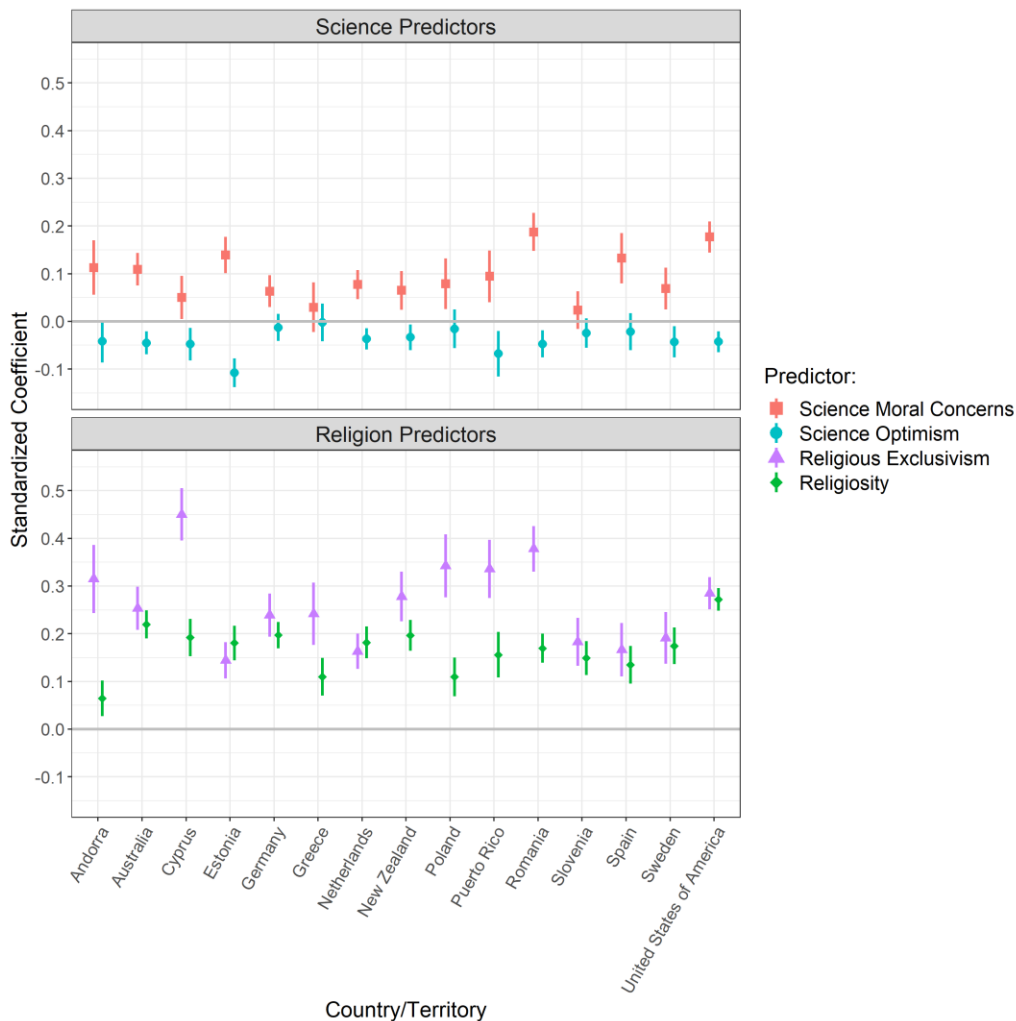 Science Predictors
0.5
0.4
0.3
0.2
0.1
0.0
-0.1
Religion Predictors
0.5
0.4
0.3
0.2
0.1
0.0
-0.1
Standardized Coefficient
Andorra
Australia
Cyprus
Estonia
Germany
Greece
Netherlands
New Zealand
Poland
Puerto Rico
Romania
Slovenia
Spain
Sweden
United States of America
Country/Territory
Predictor:
Science Moral Concerns
Science Optimism
Religious Exclusivism
Religiosity